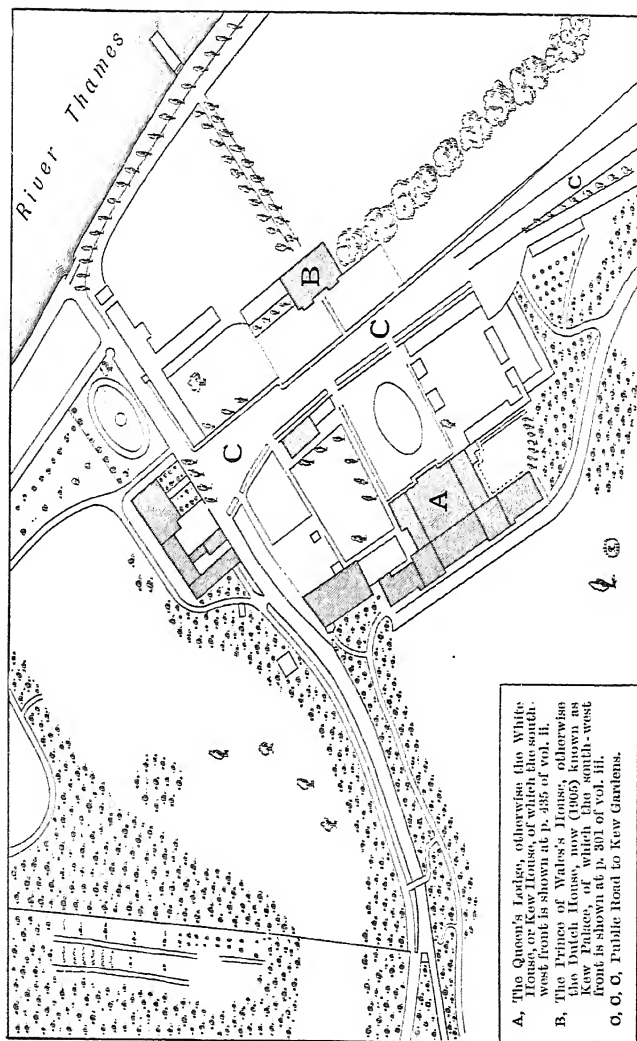 River Thames
B
C
C
C
A
A, The Queen's Lodge, otherwise the White
House, or Kew House, of which the south-
west front is shown at p. 435 of vol. ii.
B, The Prince of Wales's House, otherwise
the Dutch House, now (1905) known as
Kew Palace, of which the south-west
front is shown at p. 301 of vol. iii.
C, C, C, Public Road to Kew Gardens.